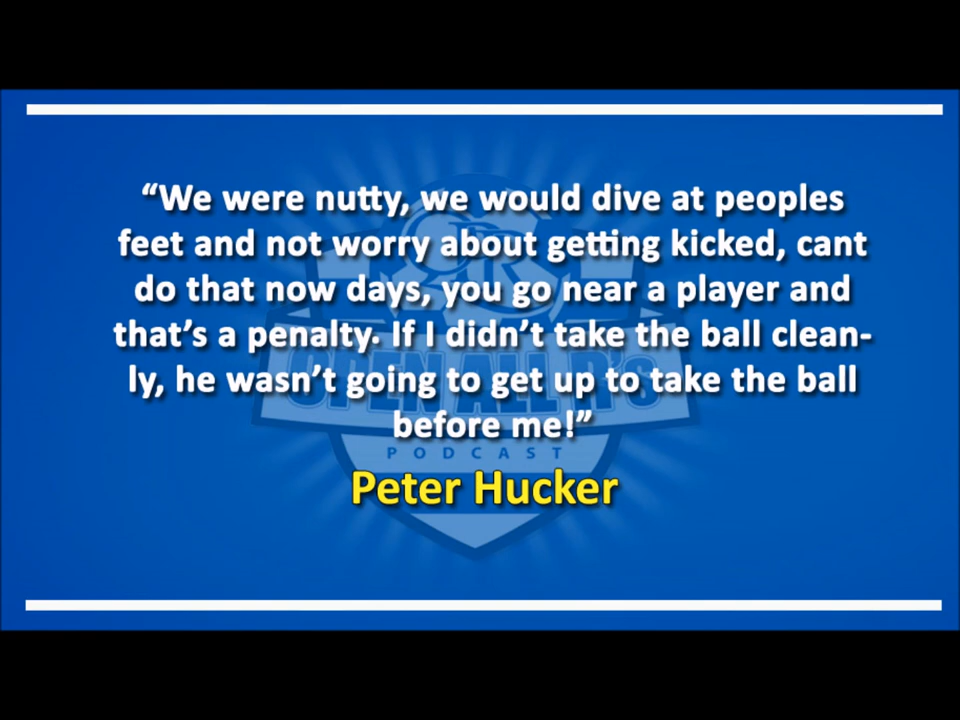 “We were nutty, we would dive at peoples
feet and not worry about getting kicked, cant
do that now days, you go near a player and
that’s a penalty. If I didn’t take the ball clean-
ly, he wasn’t going to get up to take the ball
before me!”
OPEN ALL R’s
PODCAST
Peter Hucker